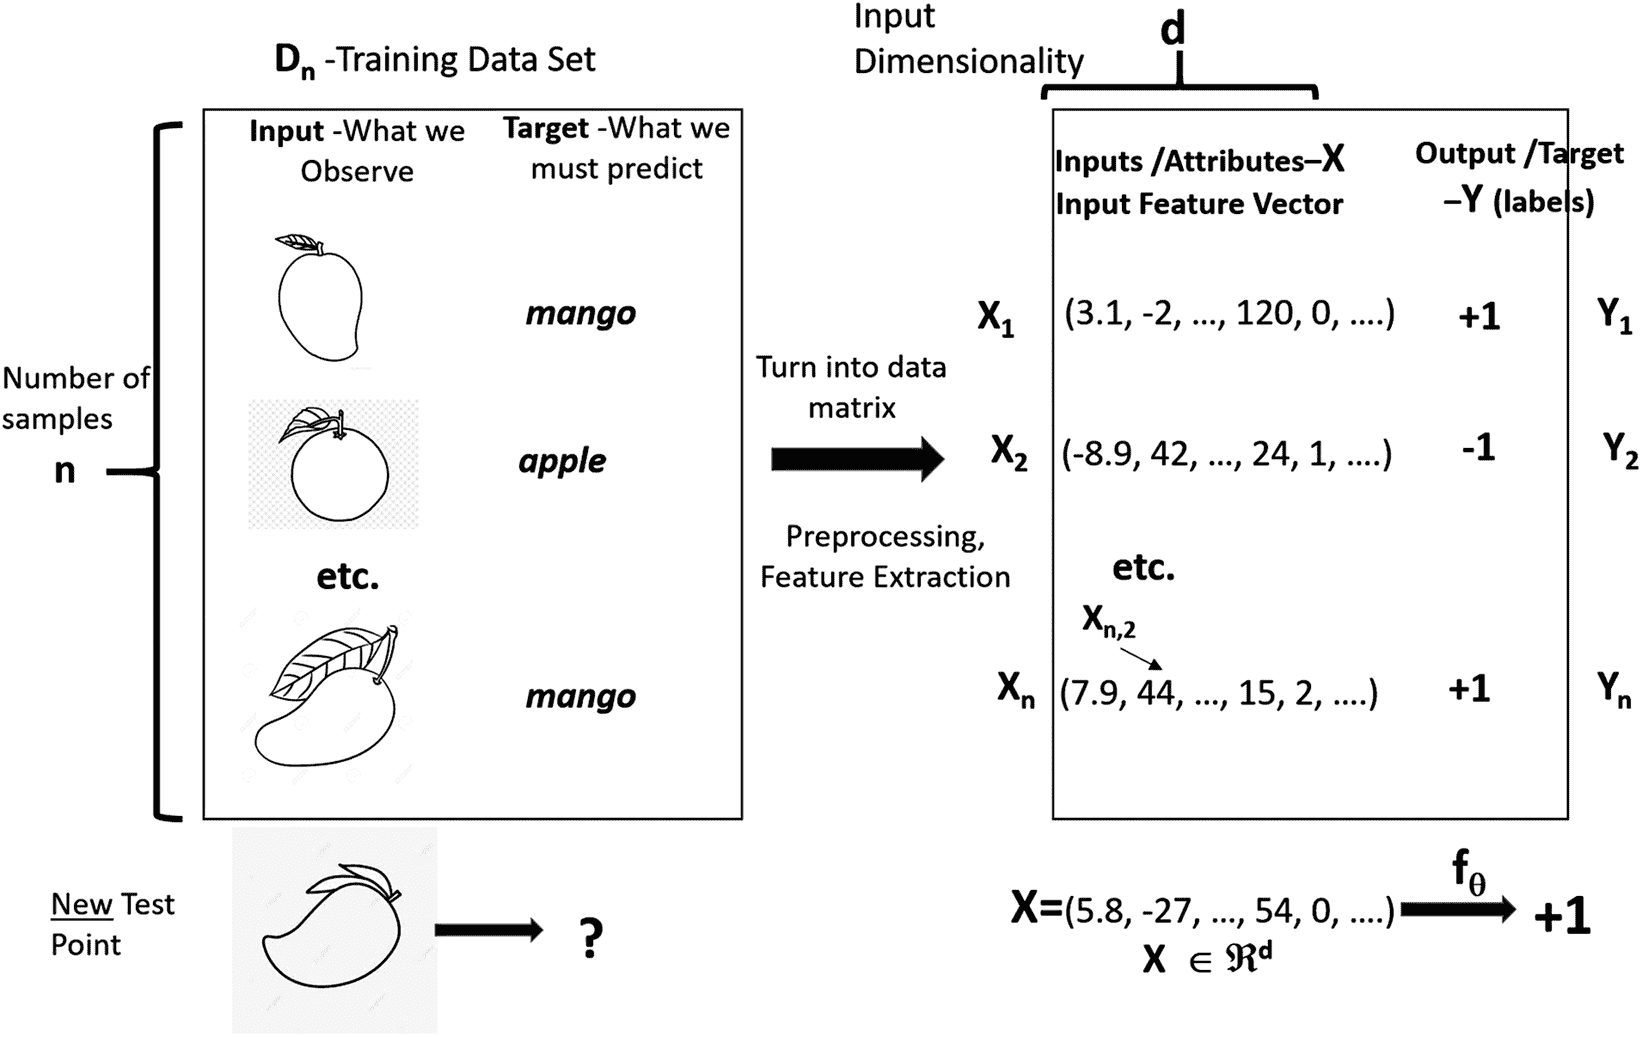 Dn -Training Data Set
Input -What we
Observe
Target -What we
must predict
Number of
samples
n
mango
apple
etc.
mango
New Test
Point
?
Turn into data
matrix
Preprocessing,
Feature Extraction
Input
Dimensionality
d
Inputs /Attributes–X
Input Feature Vector
Output /Target
–Y (labels)
X1 (3.1, -2, ..., 120, 0, ....) +1 Y1
X2 (-8.9, 42, ..., 24, 1, ....) -1 Y2
etc.
Xn,2
Xn (7.9, 44, ..., 15, 2, ....) +1 Yn
fθ
X=(5.8, -27, ..., 54, 0, ....) +1
X ∈ ℜd